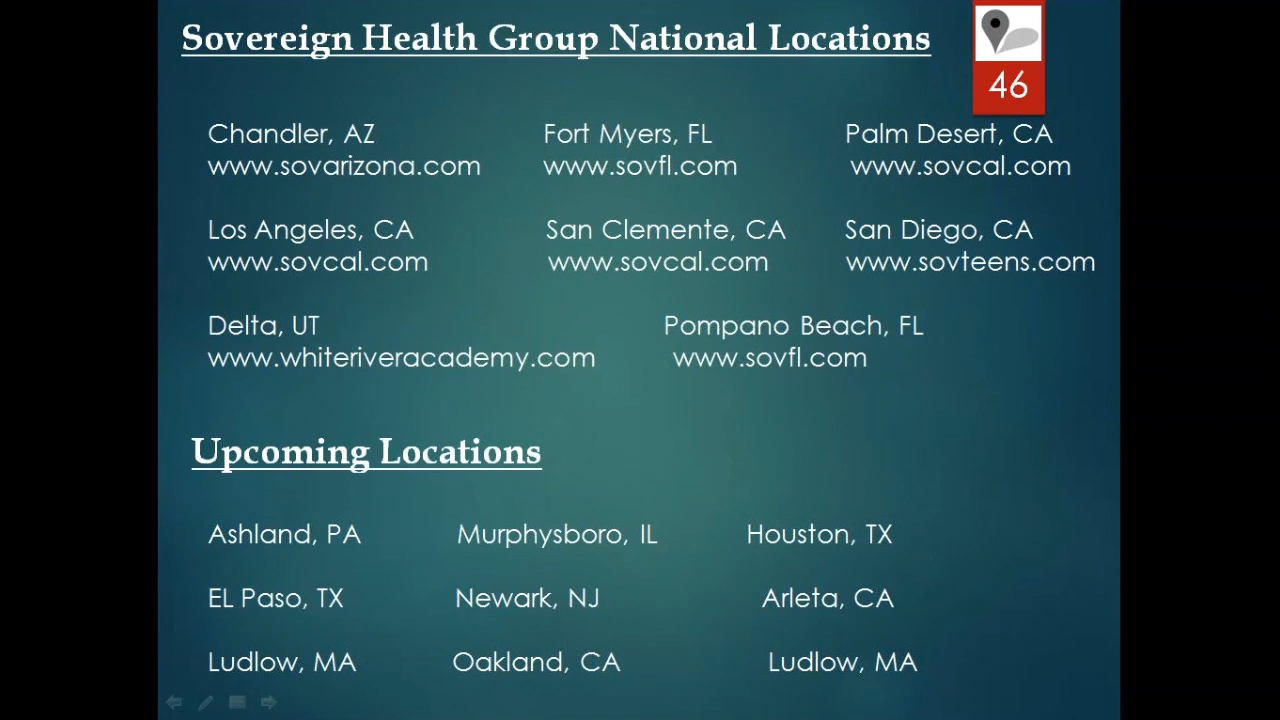 Sovereign Health Group National Locations
46
Chandler, AZ Fort Myers, FL Palm Desert, CA
www.sovarizona.com www.sovfl.com www.sovcal.com
Los Angeles, CA San Clemente, CA San Diego, CA
www.sovcal.com www.sovcal.com www.sovteens.com
Delta, UT Pompano Beach, FL
www.whiteriveracademy.com www.sovfl.com
Upcoming Locations
Ashland, PA Murphysboro, IL Houston, TX
EL Paso, TX Newark, NJ Arleta, CA
Ludlow, MA Oakland, CA Ludlow, MA